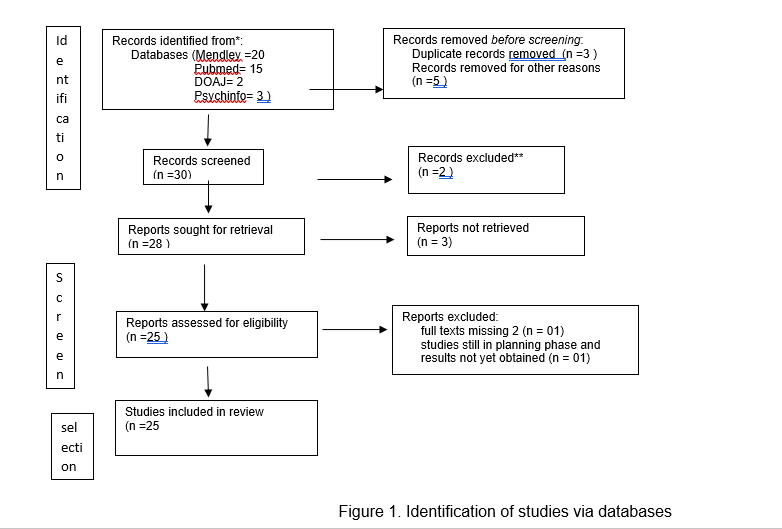 Id
e
nt
ifi
ca
ti
o
n
Records identified from*:
Databases (Mendley =20
Pubmed= 15
DOAJ= 2
Psychinfo= 3 )
Records removed before screening:
Duplicate records removed  (n =3 )
Records removed for other reasons
(n =5 )
Records screened
(n =30)
Records excluded**
(n =2 )
Reports sought for retrieval
(n =28 )
Reports not retrieved
(n = 3)
S
c
r
e
e
n
Reports assessed for eligibility
(n =25 )
Reports excluded:
full texts missing 2 (n = 01)
studies still in planning phase and
results not yet obtained (n = 01)
sel
ecti
on
Studies included in review
(n =25
Figure 1. Identification of studies via databases